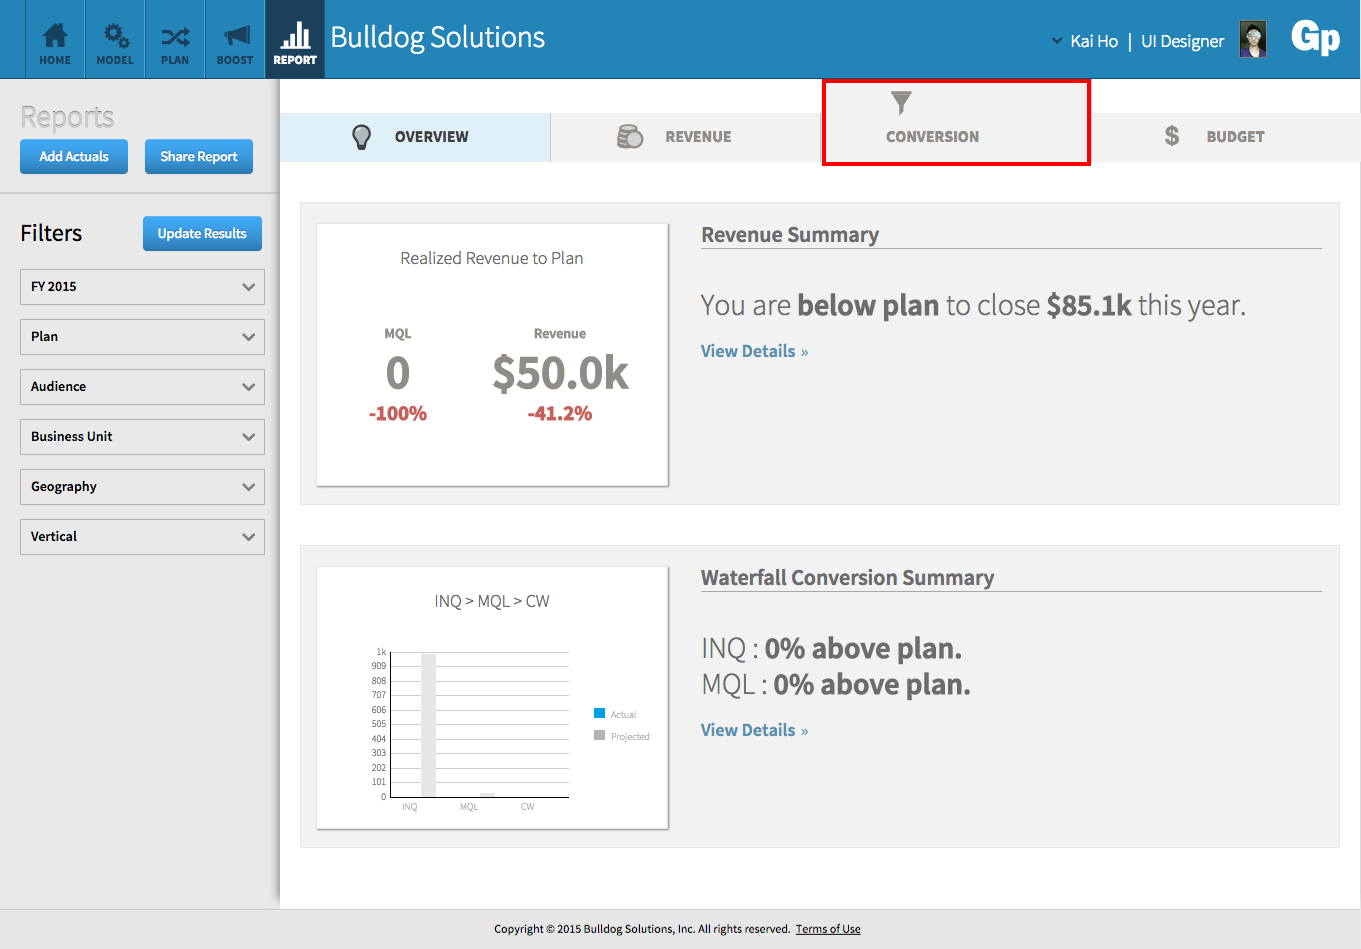 HOME
MODEL
PLAN
BOOST
REPORT
Bulldog Solutions
Kai Ho | UI Designer
Gp
Reports
Add Actuals
Share Report
Filters
Update Results
FY 2015
Plan
Audience
Business Unit
Geography
Vertical
OVERVIEW
REVENUE
CONVERSION
$ BUDGET
Realized Revenue to Plan
MQL
0
-100%
Revenue
$50.0k
-41.2%
Revenue Summary
You are below plan to close $85.1k this year.
View Details »
INQ > MQL > CW
1k
909
808
707
606
505
404
303
202
101
0
INQ
MQL
CW
Actual
Projected
Waterfall Conversion Summary
INQ : 0% above plan.
MQL : 0% above plan.
View Details »
Copyright © 2015 Bulldog Solutions, Inc. All rights reserved. Terms of Use